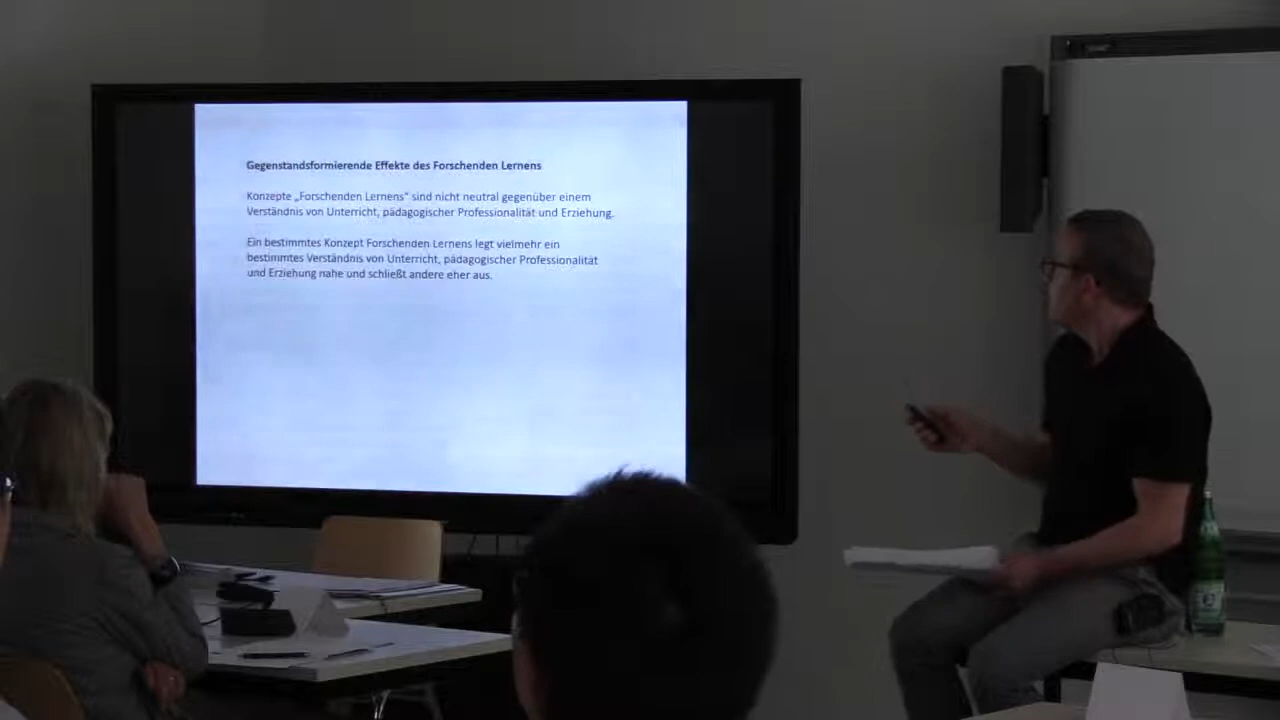 Gegenstandsformierende Effekte des Forschenden Lernens
Konzepte „Forschenden Lernens“ sind nicht neutral gegenüber einem
Verständnis von Unterricht, pädagogischer Professionalität und Erziehung.
Ein bestimmtes Konzept Forschenden Lernens legt vielmehr ein
bestimmtes Verständnis von Unterricht, pädagogischer Professionalität
und Erziehung nahe und schließt andere eher aus.